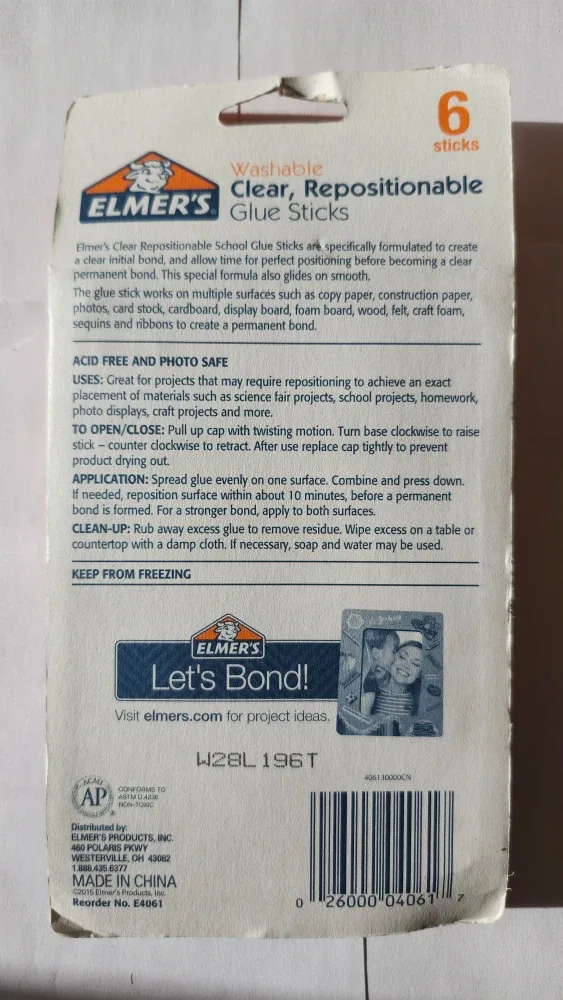 6
sticks
ELMER'S
Washable
Clear, Repositionable
Glue Sticks
Elmer's Clear Repositionable School Glue Sticks are specifically formulated to create
a clear initial bond, and allow time for perfect positioning before becoming a clear
permanent bond. This special formula also glides on smooth.
The glue stick works on multiple surfaces such as copy paper, construction paper,
photos, card stock, cardboard, display board, foam board, wood, felt, craft foam,
sequins and ribbons to create a permanent bond.
ACID FREE AND PHOTO SAFE
USES: Great for projects that may require repositioning to achieve an exact
placement of materials such as science fair projects, school projects, homework,
photo displays, craft projects and more.
TO OPEN/CLOSE: Pull up cap with twisting motion. Turn base clockwise to raise
stick – counter clockwise to retract. After use replace cap tightly to prevent
product drying out.
APPLICATION: Spread glue evenly on one surface. Combine and press down.
If needed, reposition surface within about 10 minutes, before a permanent
bond is formed. For a stronger bond, apply to both surfaces.
CLEAN-UP: Rub away excess glue to remove residue. Wipe excess on a table or
countertop with a damp cloth. If necessary, soap and water may be used.
KEEP FROM FREEZING
ELMER'S
Let's Bond!
Visit elmers.com for project ideas.
W28L196T
406130000CN
ACMI
AP
CONFORMS TO
ASTM D 4236
NON-TOXIC
Distributed by:
ELMER'S PRODUCTS, INC.
460 POLARIS PKWY
WESTERVILLE, OH 43082
1.888.435.6377
MADE IN CHINA
©2015 Elmer's Products, Inc.
Reorder No. E4061
0 26000 04061 7